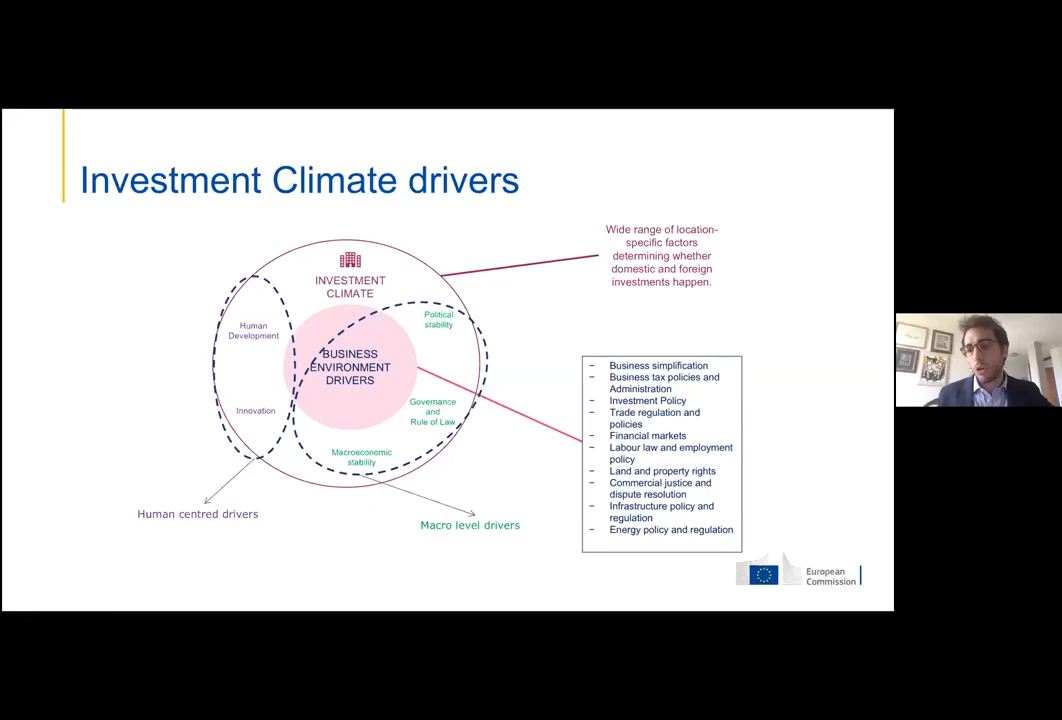 Investment Climate drivers
Wide range of location-
specific factors
determining whether
domestic and foreign
investments happen.
INVESTMENT
CLIMATE
Human
Development
Innovation
Political
stability
BUSINESS
ENVIRONMENT
DRIVERS
Governance
and
Rule of Law
Macroeconomic
stability
Human centred drivers
Macro level drivers
− Business simplification
− Business tax policies and
Administration
− Investment Policy
− Trade regulation and
policies
− Financial markets
− Labour law and employment
policy
− Land and property rights
− Commercial justice and
dispute resolution
− Infrastructure policy and
regulation
− Energy policy and regulation
European
Commission